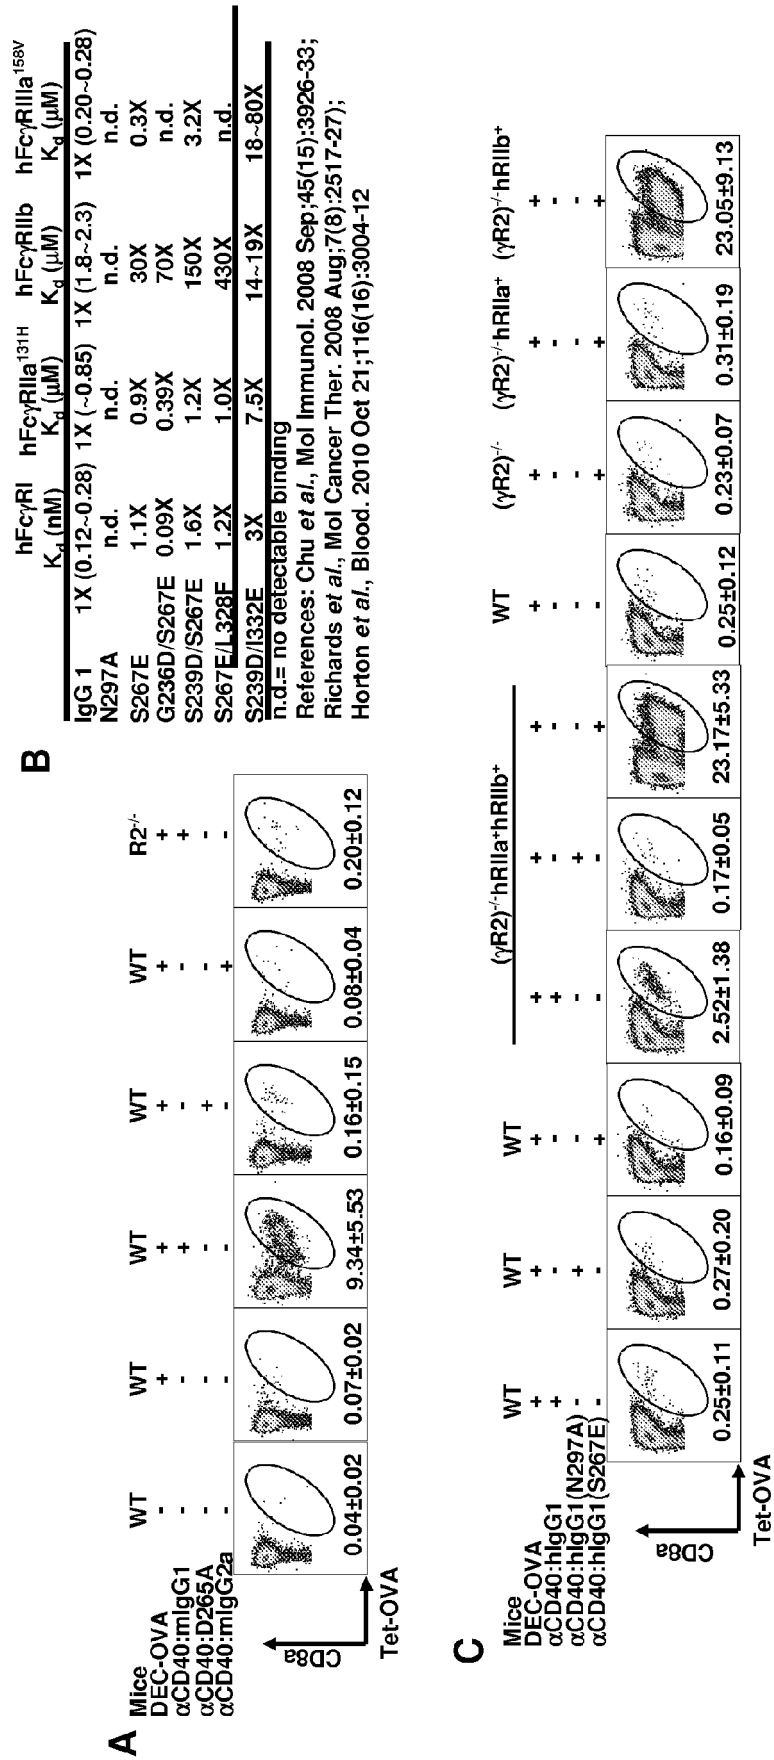 A
Mice WT WT WT WT WT R2-/-
DEC-OVA - + + + + +
αCD40:mIgG1 - - + - - +
αCD40:D265A - - - + - -
αCD40:mIgG2a - - - - + -
0.04±0.02 0.07±0.02 9.34±5.53 0.16±0.15 0.08±0.04 0.20±0.12
CD8a
Tet-OVA
B
hFcγRI hFcγRIIa131H hFcγRIIb hFcγRIIIa158V
Kd (nM) Kd (μM) Kd (μM) Kd (μM)
IgG 1 1X (0.12~0.28) 1X (~0.85) 1X (1.8~2.3) 1X (0.20~0.28)
N297A n.d. n.d. n.d. n.d.
S267E 1.1X 0.9X 30X 0.3X
G236D/S267E 0.09X 0.39X 70X n.d.
S239D/S267E 1.6X 1.2X 150X 3.2X
S267E/L328F 1.2X 1.0X 430X n.d.
S239D/I332E 3X 7.5X 14~19X 18~80X
n.d.= no detectable binding
References: Chu et al., Mol Immunol. 2008 Sep;45(15):3926-33;
Richards et al., Mol Cancer Ther. 2008 Aug;7(8):2517-27);
Horton et al., Blood. 2010 Oct 21;116(16):3004-12
C
Mice WT WT WT (γR2)-/-hRIIa+hRIIb+ WT (γR2)-/- (γR2)-/-hRIIa+ (γR2)-/-hRIIb+
DEC-OVA + + + + + + + + + +
αCD40:hIgG1 + - - + - - - - - -
αCD40:hIgG1(N297A) - + - - + - - - - -
αCD40:hIgG1(S267E) - - + - - + - + + +
0.25±0.11 0.27±0.20 0.16±0.09 2.52±1.38 0.17±0.05 23.17±5.33 0.25±0.12 0.23±0.07 0.31±0.19 23.05±9.13
CD8a
Tet-OVA